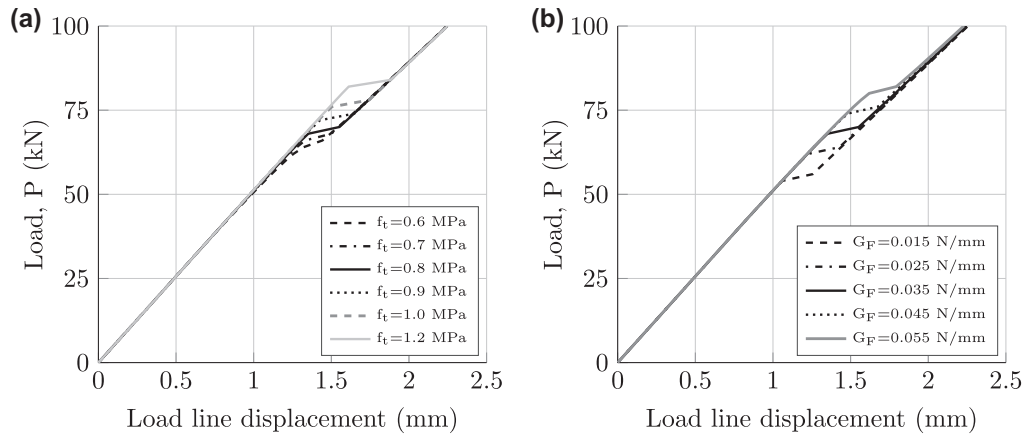 (a)
100
75
50
25
0
Load, P (kN)
f_t=0.6 MPa
f_t=0.7 MPa
f_t=0.8 MPa
f_t=0.9 MPa
f_t=1.0 MPa
f_t=1.2 MPa
0 0.5 1 1.5 2 2.5
Load line displacement (mm)
(b)
100
75
50
25
0
Load, P (kN)
G_F=0.015 N/mm
G_F=0.025 N/mm
G_F=0.035 N/mm
G_F=0.045 N/mm
G_F=0.055 N/mm
0 0.5 1 1.5 2 2.5
Load line displacement (mm)